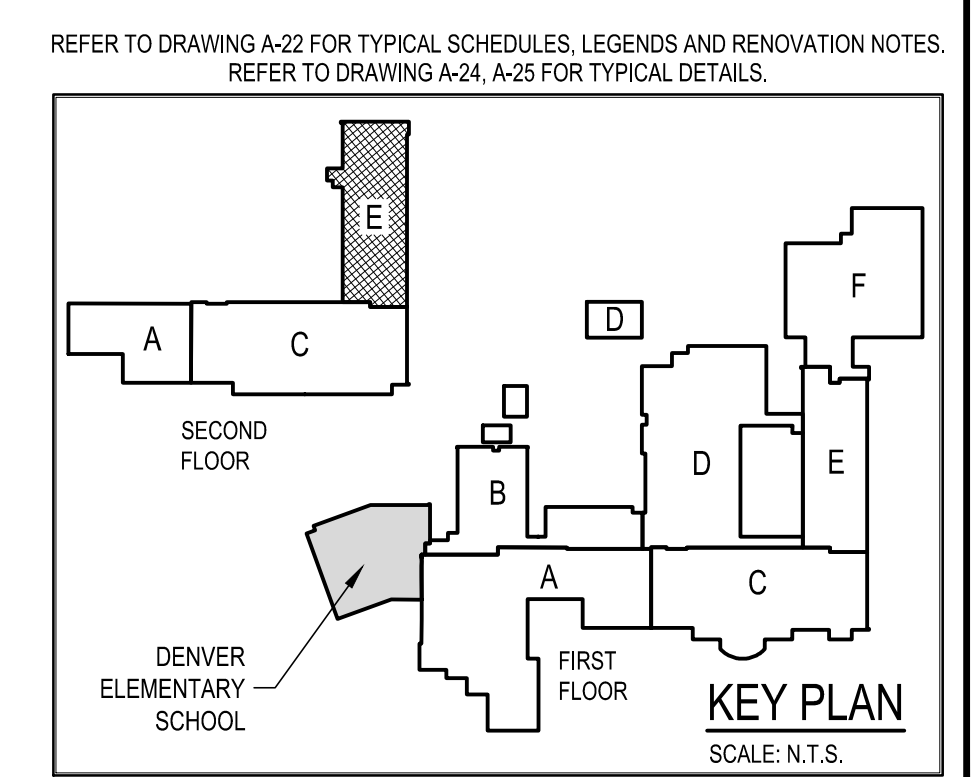 REFER TO DRAWING A-22 FOR TYPICAL SCHEDULES, LEGENDS AND RENOVATION NOTES.
REFER TO DRAWING A-24, A-25 FOR TYPICAL DETAILS.
E
A
C
SECOND
FLOOR
F
D
D
E
B
A
C
DENVER
ELEMENTARY
SCHOOL
FIRST
FLOOR
KEY PLAN
SCALE: N.T.S.